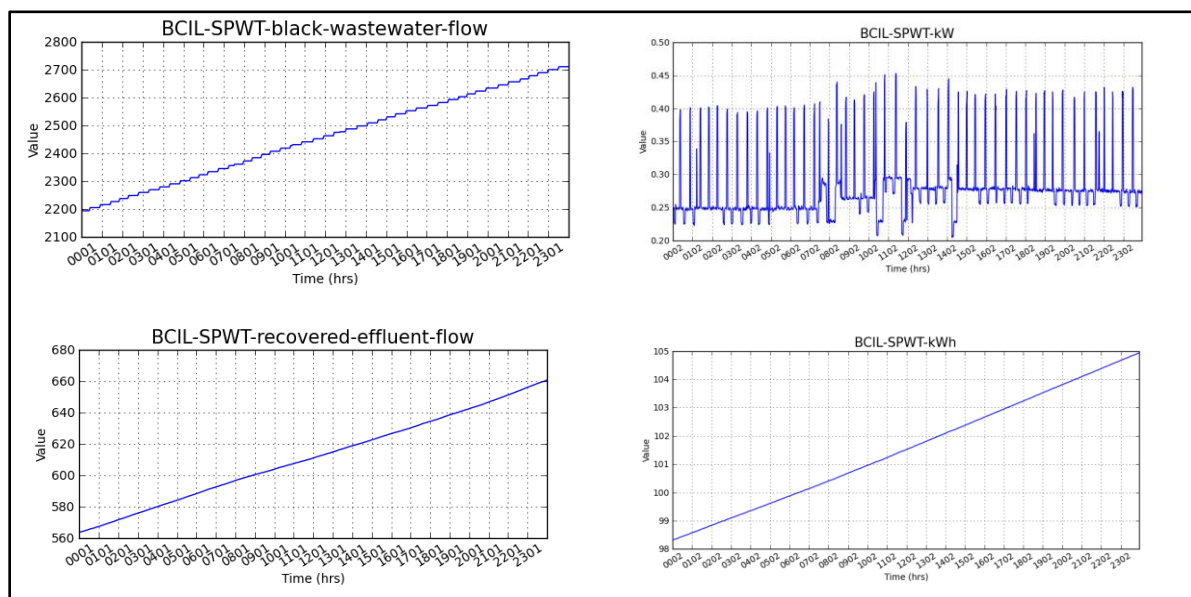 BCIL-SPWT-black-wastewater-flow
2800
2700
2600
2500
2400
2300
2200
2100
Value
0001 0101 0201 0301 0401 0501 0601 0701 0801 0901 1001 1101 1201 1301 1401 1501 1601 1701 1801 1901 2001 2101 2201 2301
Time (hrs)
BCIL-SPWT-kW
0.50
0.45
0.40
0.35
0.30
0.25
0.20
Value
0002 0102 0202 0302 0402 0502 0602 0702 0802 0902 1002 1102 1202 1302 1402 1502 1602 1702 1802 1902 2002 2102 2202 2302
Time (hrs)
BCIL-SPWT-recovered-effluent-flow
680
660
640
620
600
580
560
Value
0001 0101 0201 0301 0401 0501 0601 0701 0801 0901 1001 1101 1201 1301 1401 1501 1601 1701 1801 1901 2001 2101 2201 2301
Time (hrs)
BCIL-SPWT-kWh
105
104
103
102
101
100
99
98
Value
0002 0102 0202 0302 0402 0502 0602 0702 0802 0902 1002 1102 1202 1302 1402 1502 1602 1702 1802 1902 2002 2102 2202 2302
Time (hrs)